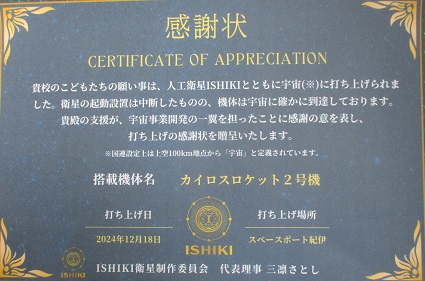 感謝状
CERTIFICATE OF APPRECIATION
貴校のこどもたちの願い事は、人工衛星ISHIKIとともに宇宙(※)に打ち上げられま
した。衛星の起動設置は中断したものの、機体は宇宙に確かに到達しております。
貴殿の支援が、宇宙事業開発の一翼を担ったことに感謝の意を表し、
打ち上げの感謝状を贈呈いたします。
※国連設定上は上空100km地点から「宇宙」と定義されています。
搭載機体名 カイロスロケット２号機
打ち上げ日 打ち上げ場所
2024年12月18日 スペースポート紀伊
ISHIKI
ISHIKI
ISHIKI衛星制作委員会 代表理事 三凛さとし